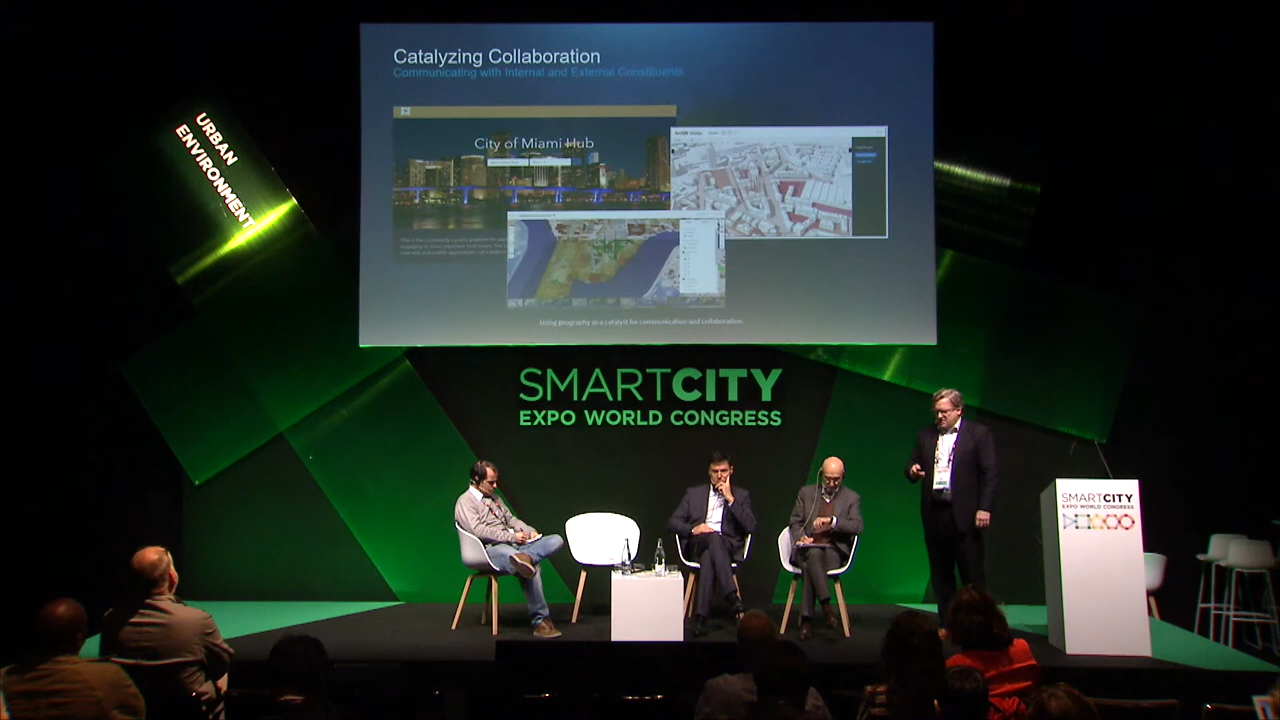 Catalyzing Collaboration
Communicating with Internal and External Constituents
City of Miami Hub
Using geography as a catalyst for communication and collaboration.
URBAN
ENVIRONMENT
SMARTCITY
EXPO WORLD CONGRESS
SMARTCITY
EXPO WORLD CONGRESS